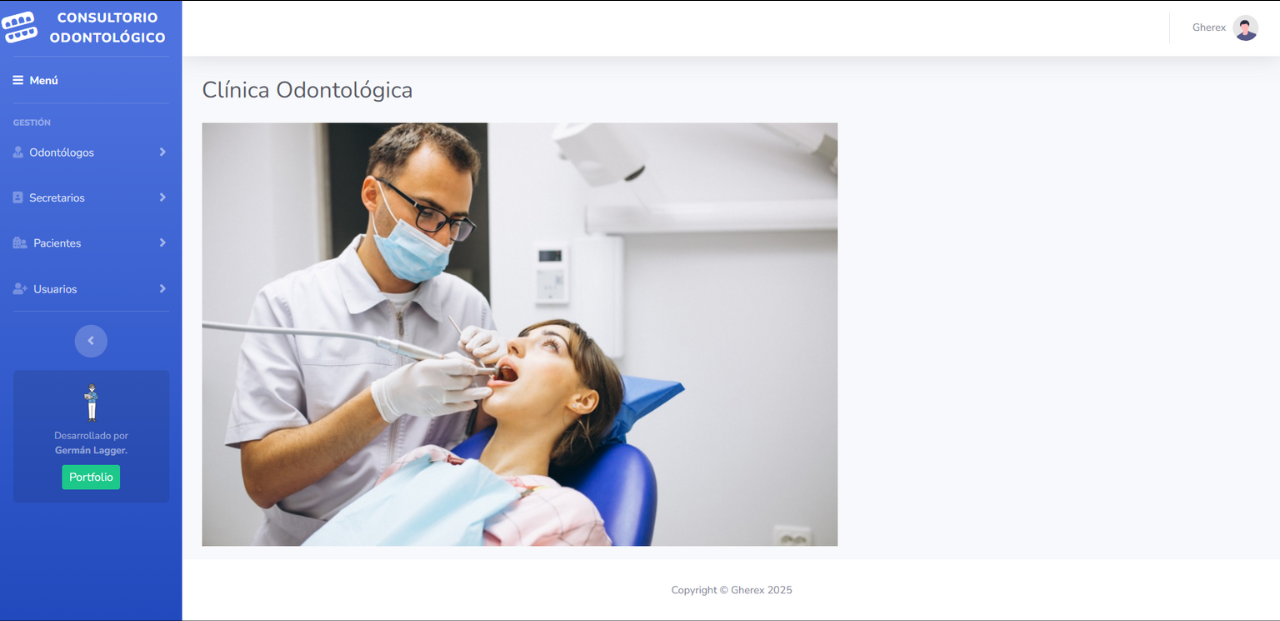 CONSULTORIO
ODONTOLÓGICO
Gherex
Menú
Clínica Odontológica
GESTIÓN
Odontólogos
Secretarios
Pacientes
Usuarios
Desarrollado por
Germán Lagger.
Portfolio
Copyright © Gherex 2025